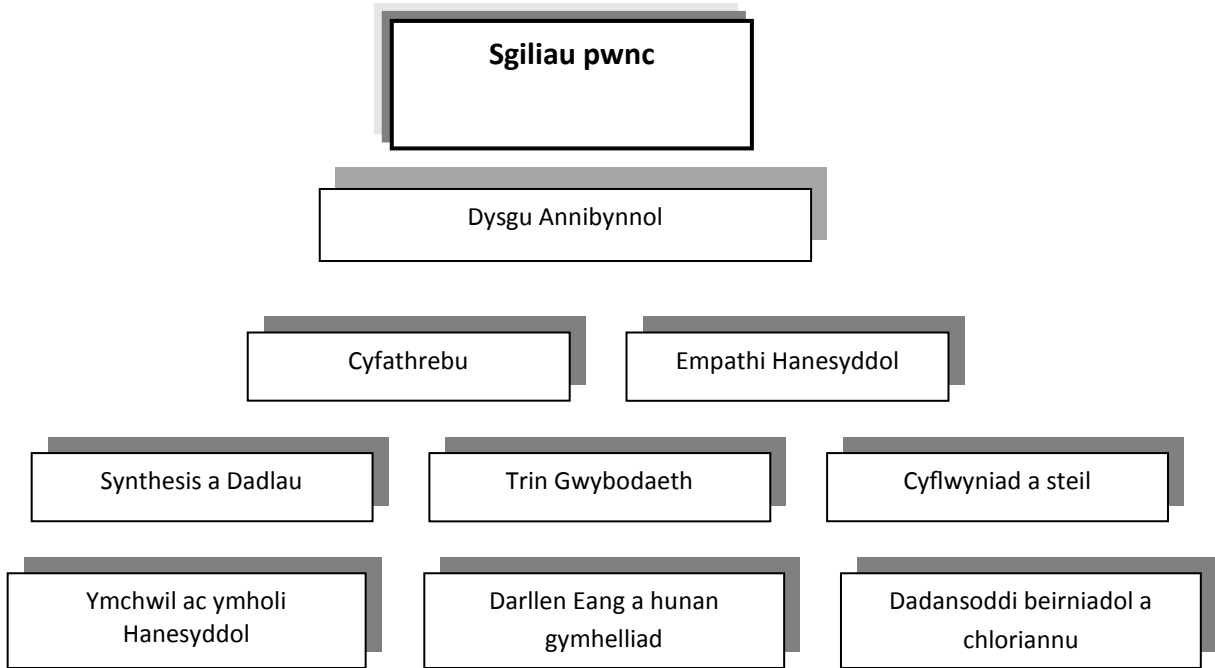 Sgiliau pwnc
Dysgu Annibynnol
Cyfathrebu
Empathi Hanesyddol
Synthesis a Dadlau
Trin Gwybodaeth
Cyflwyniad a steil
Ymchwil ac ymholi
Hanesyddol
Darllen Eang a hunan
gymhelliad
Dadansoddi beirniadol a
chloriannu